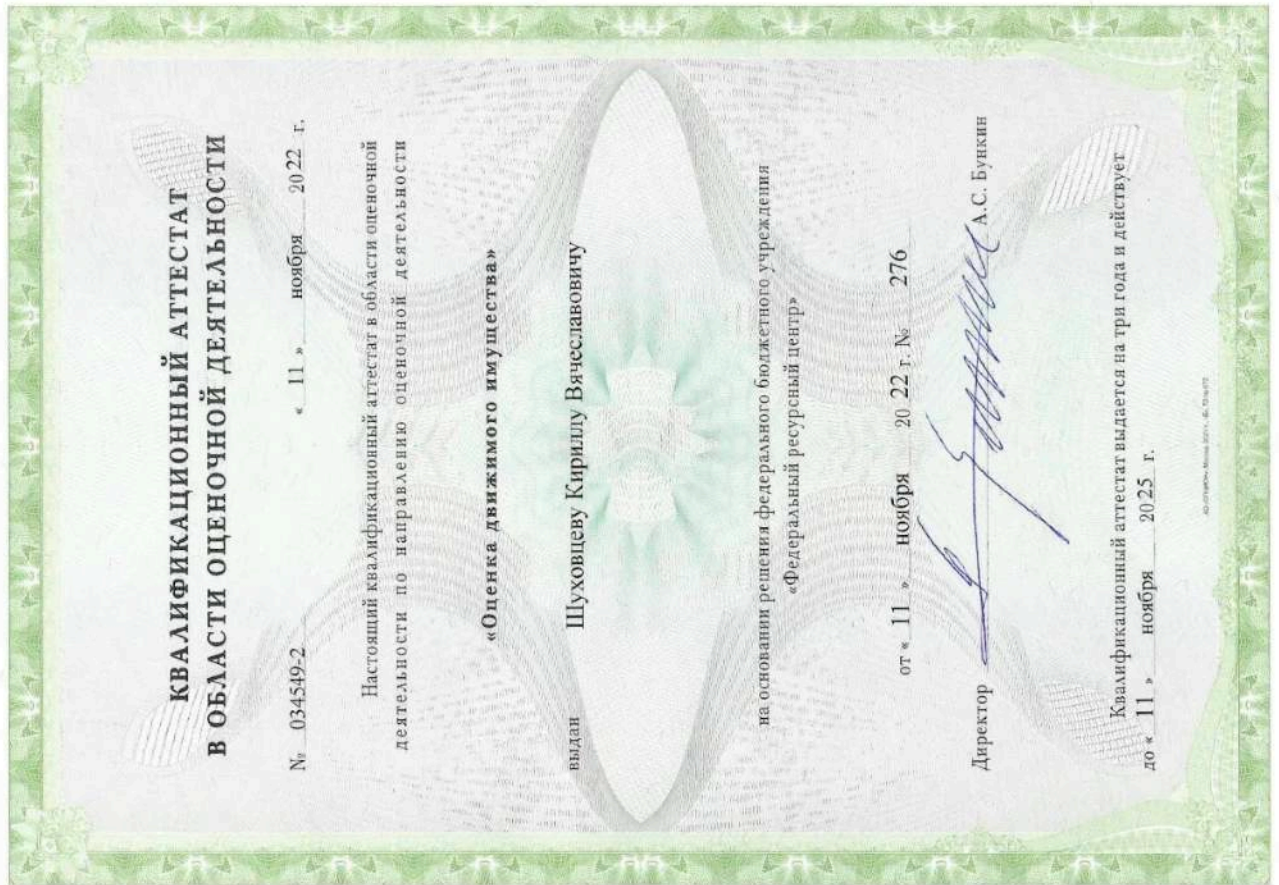 КВАЛИФИКАЦИОННЫЙ АТТЕСТАТ
В ОБЛАСТИ ОЦЕНОЧНОЙ ДЕЯТЕЛЬНОСТИ
№ 034549-2 « 11 » ноября 2022 г.
Настоящий квалификационный аттестат в области оценочной
деятельности по направлению оценочной деятельности
«Оценка движимого имущества»
выдан Шуховцеву Кириллу Вячеславовичу
на основании решения федерального бюджетного учреждения
«Федеральный ресурсный центр»
от « 11 » ноября 20 22 г. № 276
Директор А.С. Бункин
Квалификационный аттестат выдается на три года и действует
до « 11 » ноября 2025 г.